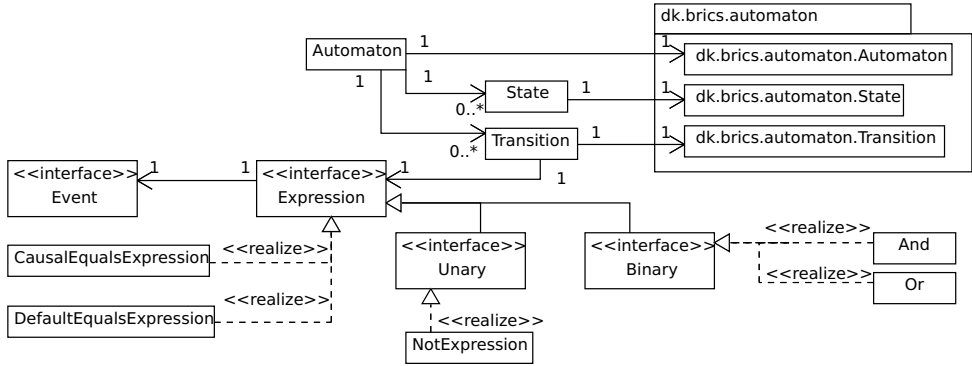 dk.brics.automaton
Automaton
1
1
dk.brics.automaton.Automaton
1
1
State
1
1
dk.brics.automaton.State
0..*
Transition
1
1
dk.brics.automaton.Transition
0..*
<<interface>>
Event
1
1
<<interface>>
Expression
1
1
<<realize>>
CausalEqualsExpression
<<realize>>
DefaultEqualsExpression
<<interface>>
Unary
<<realize>>
NotExpression
<<interface>>
Binary
<<realize>>
And
<<realize>>
Or